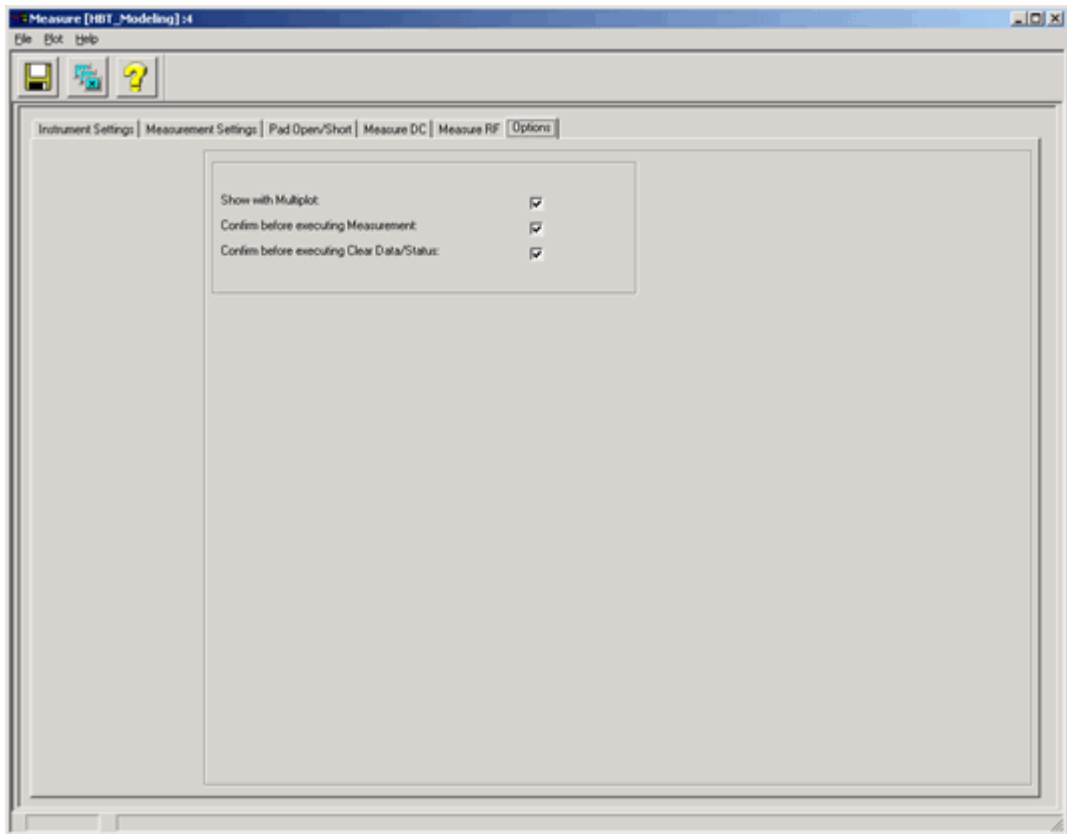 Measure [HBT_Modeling] :4
File Plot Help
Instrument Settings Measurement Settings Pad Open/Short Measure DC Measure RF Options
Show with Multiplot:
Confirm before executing Measurement:
Confirm before executing Clear Data/Status: